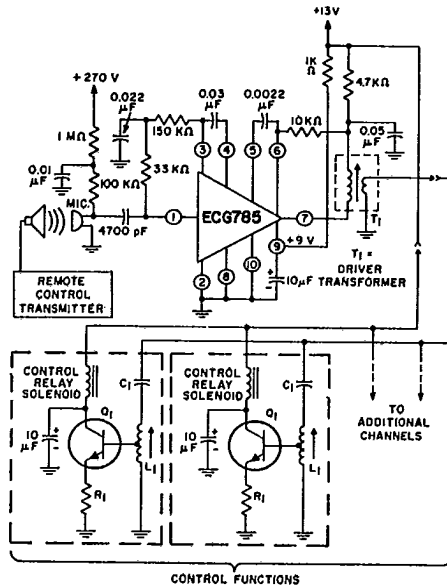 +13V
+270 V
1K Ω
4.7KΩ
0.03 μF
0.0022 μF
0.022 μF
150 KΩ
10KΩ
1 MΩ
0.05 μF
0.01 μF
33 KΩ
100 KΩ
3
4
5
6
MIC.
4700 pF
1
ECG785
7
T1
9
+9 V
T1 = DRIVER TRANSFORMER
2
8
10
+
-
10μF
REMOTE CONTROL TRANSMITTER
CONTROL RELAY SOLENOID
C1
Q1
10 μF
+
-
L1
R1
CONTROL RELAY SOLENOID
C1
Q1
10 μF
+
-
L1
R1
TO ADDITIONAL CHANNELS
CONTROL FUNCTIONS